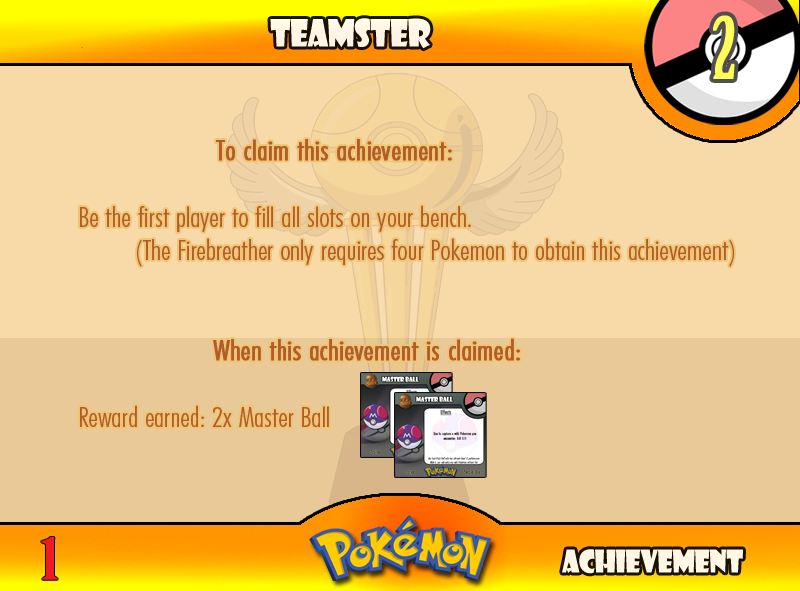 TEAMSTER
2
To claim this achievement:
Be the first player to fill all slots on your bench.
(The Firebreather only requires four Pokemon to obtain this achievement)
When this achievement is claimed:
Reward earned: 2x Master Ball
MASTER BALL
MASTER BALL
Effects
POKéMON
1
POKéMON
ACHIEVEMENT